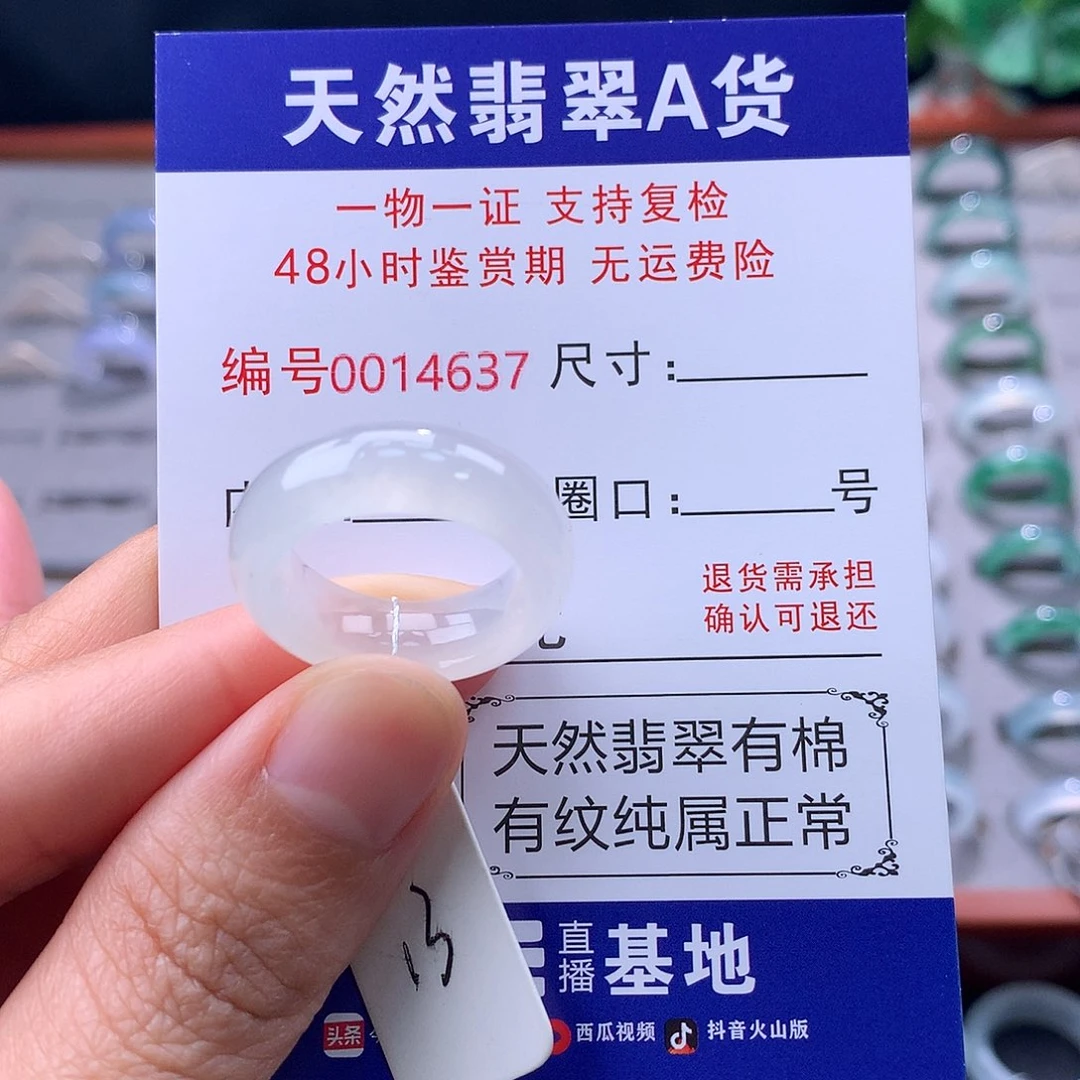 天然翡翠A货
一物一证 支持复检
48小时鉴赏期 无运费险
编号0014637 尺寸:
圈口: 号
退货需承担
确认可退还
天然翡翠有棉
有纹纯属正常
直播基地
头条 西瓜视频 抖音火山版
13